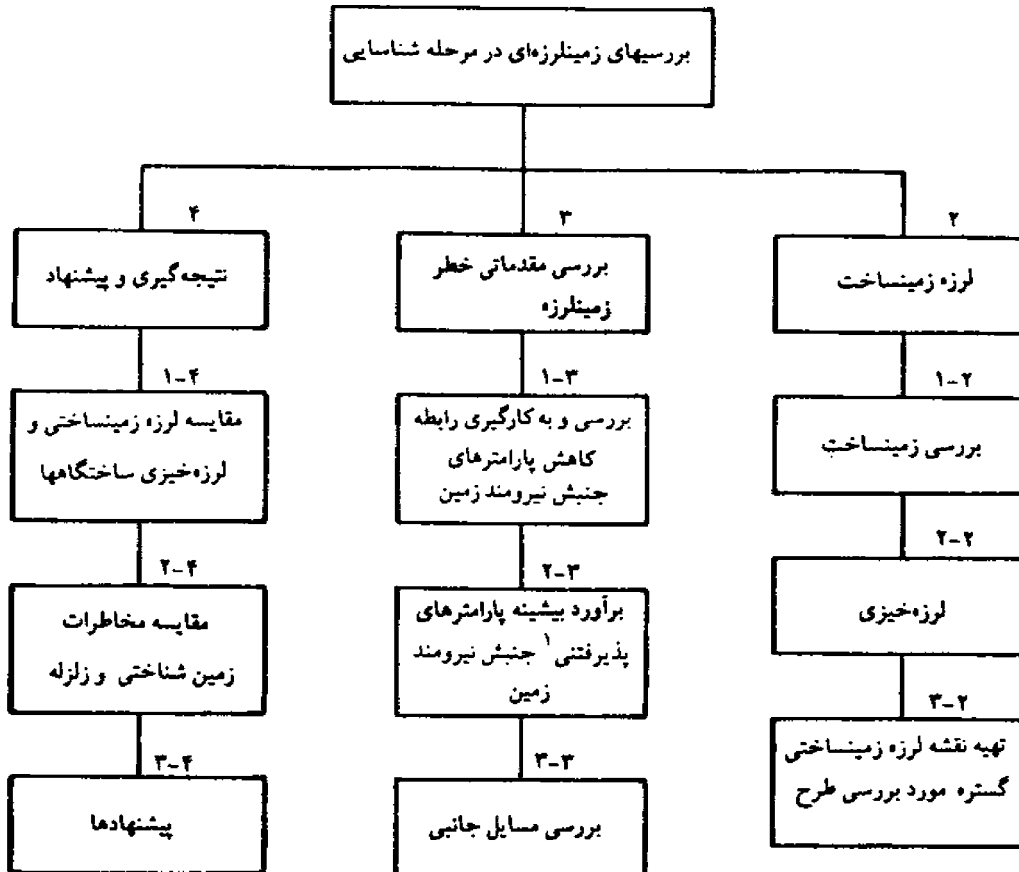 بررسیهای زمینلرزه‌ای در مرحله شناسایی
۲
لرزه زمینساخت
۱-۲
بررسی زمینساخت
۲-۲
لرزه‌خیزی
۳-۲
تهیه نقشه لرزه زمینساختی
گستره مورد بررسی طرح
۳
بررسی مقدماتی خطر
زمینلرزه
۱-۳
بررسی و به کارگیری رابطه
کاهش پارامترهای
جنبش نیرومند زمین
۲-۳
برآورد بیشینه پارامترهای
پذیرفتنی۱ جنبش نیرومند
زمین
۳-۳
بررسی مسایل جانبی
۴
نتیجه‌گیری و پیشنهاد
۱-۴
مقایسه لرزه زمینساختی و
لرزه‌خیزی ساختگاهها
۲-۴
مقایسه مخاطرات
زمین شناختی و زلزله
۳-۴
پیشنهادها